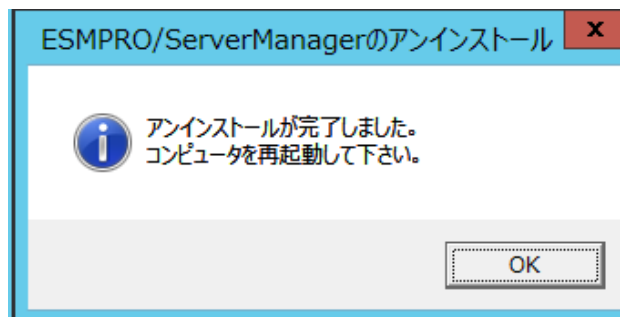 ESMPRO/ServerManagerのアンインストール
x
アンインストールが完了しました。
コンピュータを再起動して下さい。
OK